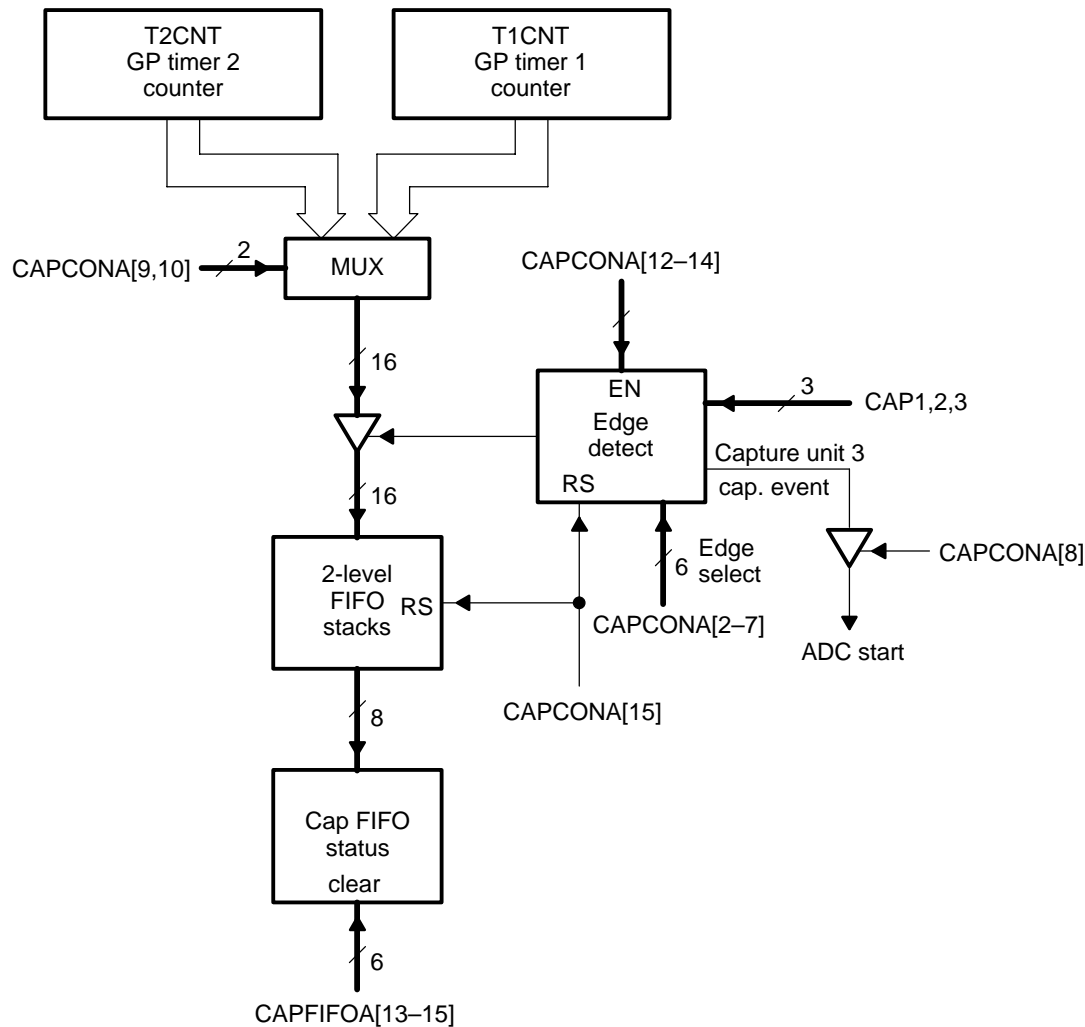 T2CNT
GP timer 2
counter
T1CNT
GP timer 1
counter
CAPCONA[9,10]
2
MUX
CAPCONA[12–14]
16
EN
Edge
detect
RS
3
CAP1,2,3
Capture unit 3
cap. event
16
6
Edge
select
CAPCONA[8]
2-level
FIFO
stacks
RS
CAPCONA[2–7]
ADC start
CAPCONA[15]
8
Cap FIFO
status
clear
6
CAPFIFOA[13–15]